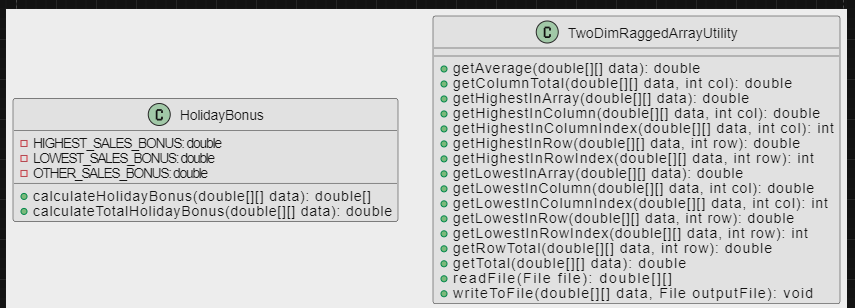 C HolidayBonus
HIGHEST_SALES_BONUS: double
LOWEST_SALES_BONUS: double
OTHER_SALES_BONUS: double
calculateHolidayBonus(double[][] data): double[]
calculateTotalHolidayBonus(double[][] data): double
C TwoDimRaggedArrayUtility
getAverage(double[][] data): double
getColumnTotal(double[][] data, int col): double
getHighestInArray(double[][] data): double
getHighestInColumn(double[][] data, int col): double
getHighestInColumnIndex(double[][] data, int col): int
getHighestInRow(double[][] data, int row): double
getHighestInRowIndex(double[][] data, int row): int
getLowestInArray(double[][] data): double
getLowestInColumn(double[][] data, int col): double
getLowestInColumnIndex(double[][] data, int col): int
getLowestInRow(double[][] data, int row): double
getLowestInRowIndex(double[][] data, int row): int
getRowTotal(double[][] data, int row): double
getTotal(double[][] data): double
readFile(File file): double[][]
writeToFile(double[][] data, File outputFile): void